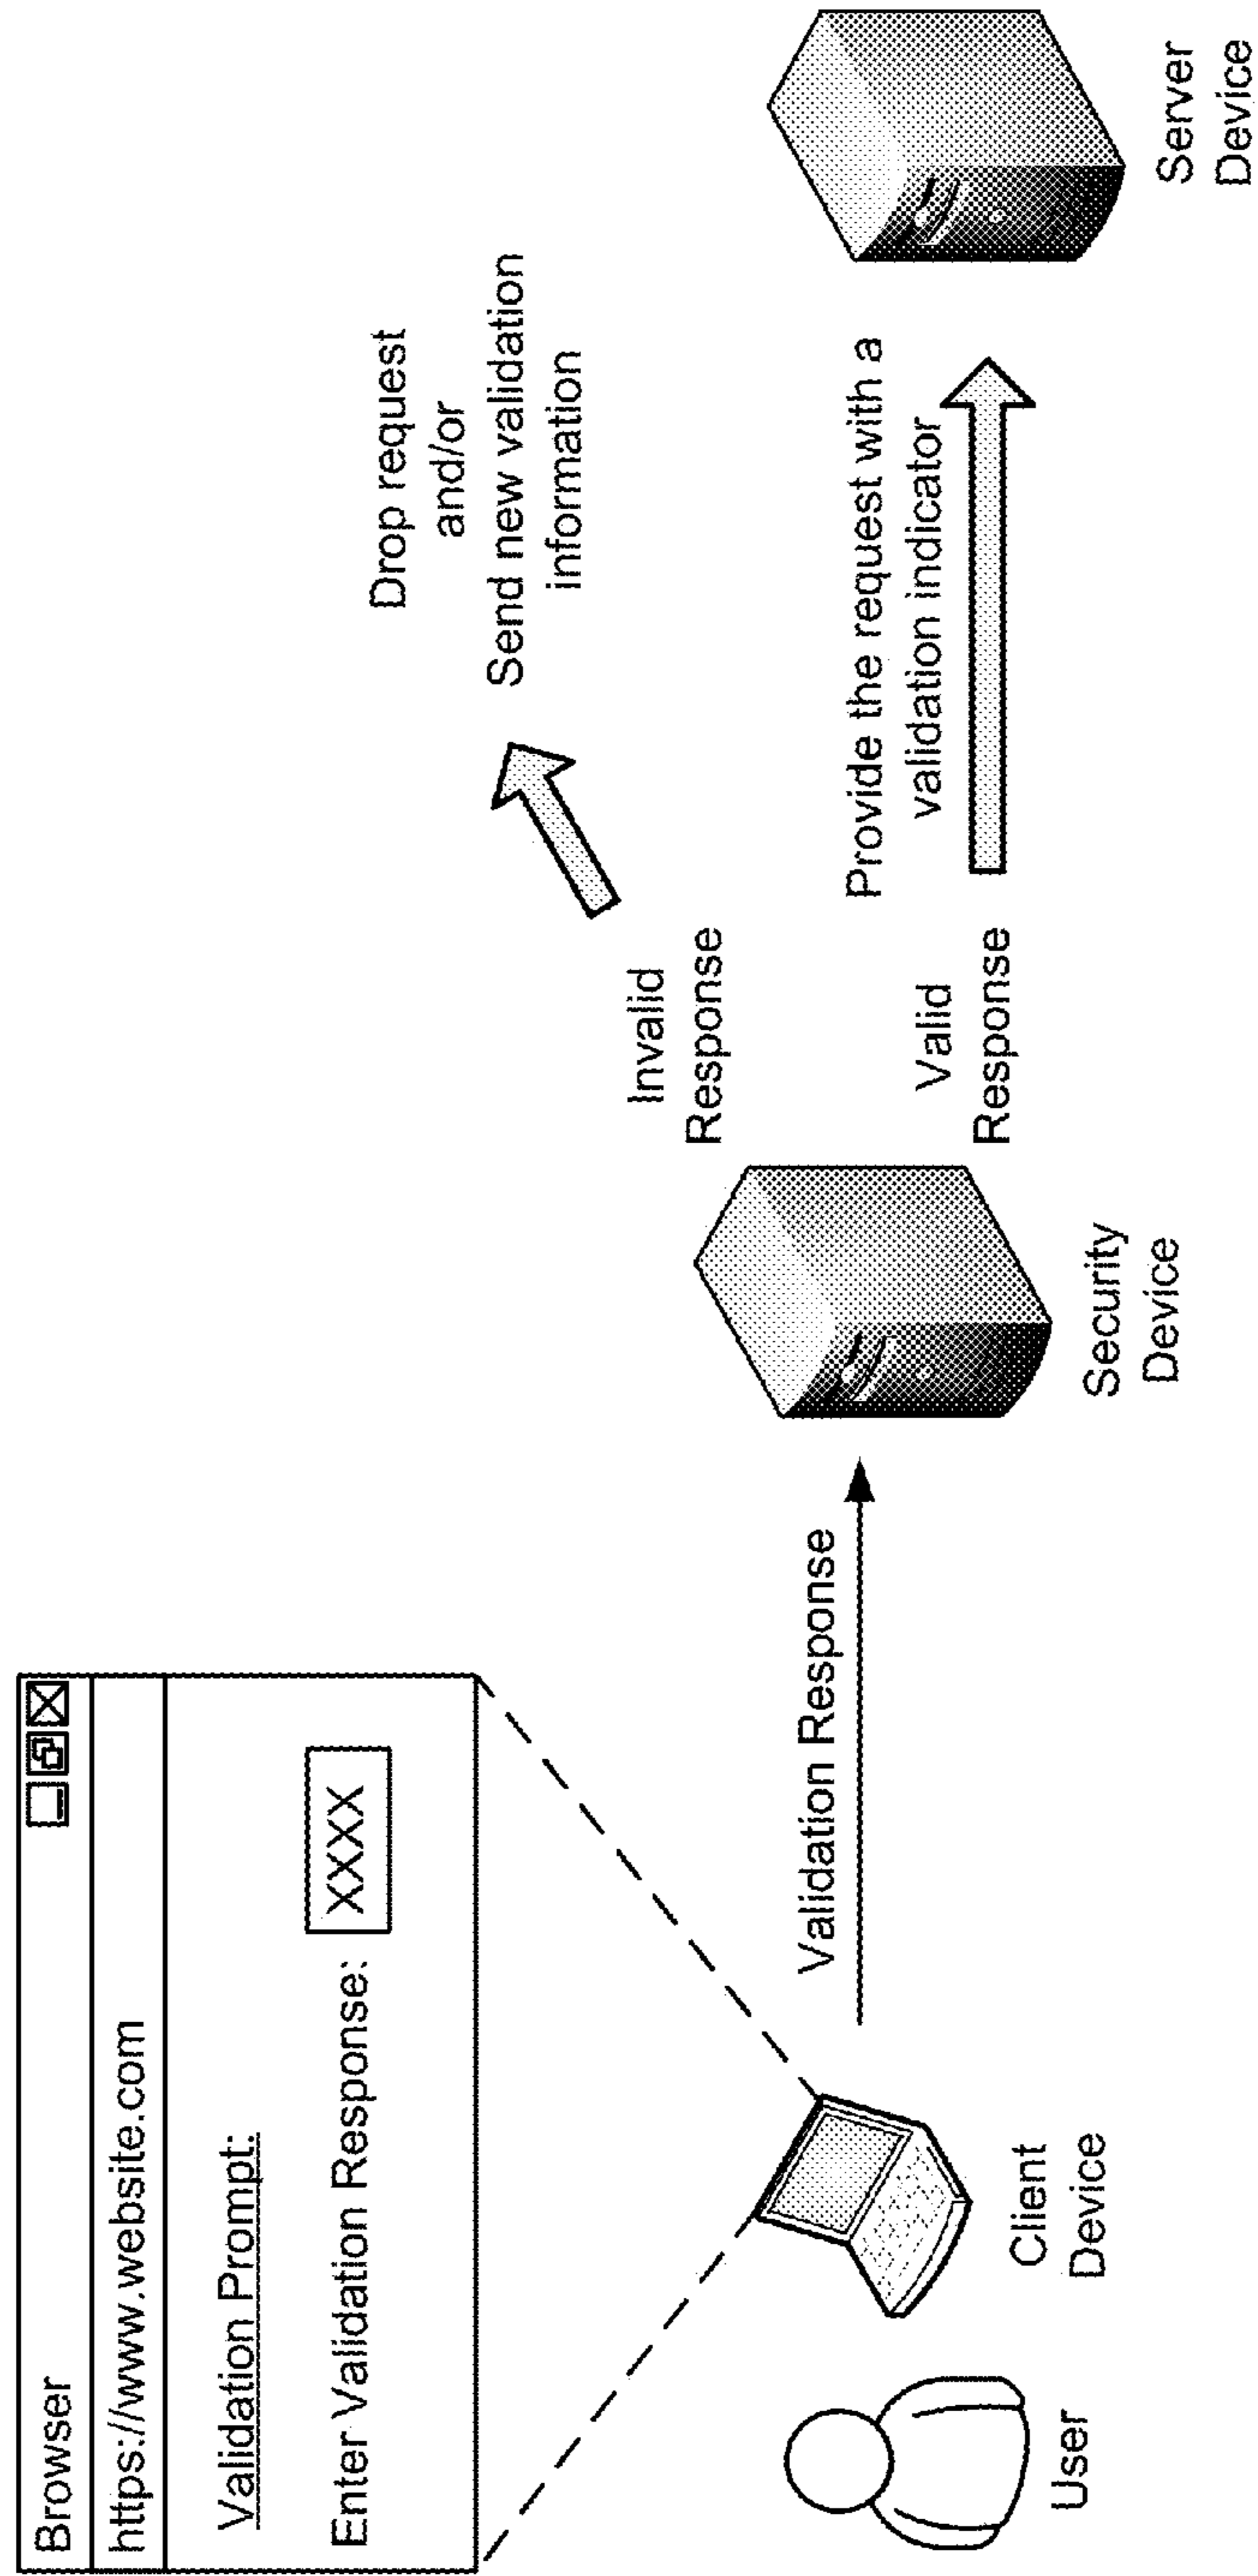 Browser
https://www.website.com
Validation Prompt:
Enter Validation Response:
XXXX
User
Client
Device
Validation Response
Security
Device
Invalid
Response
Drop request
and/or
Send new validation
information
Valid
Response
Provide the request with a
validation indicator
Server
Device